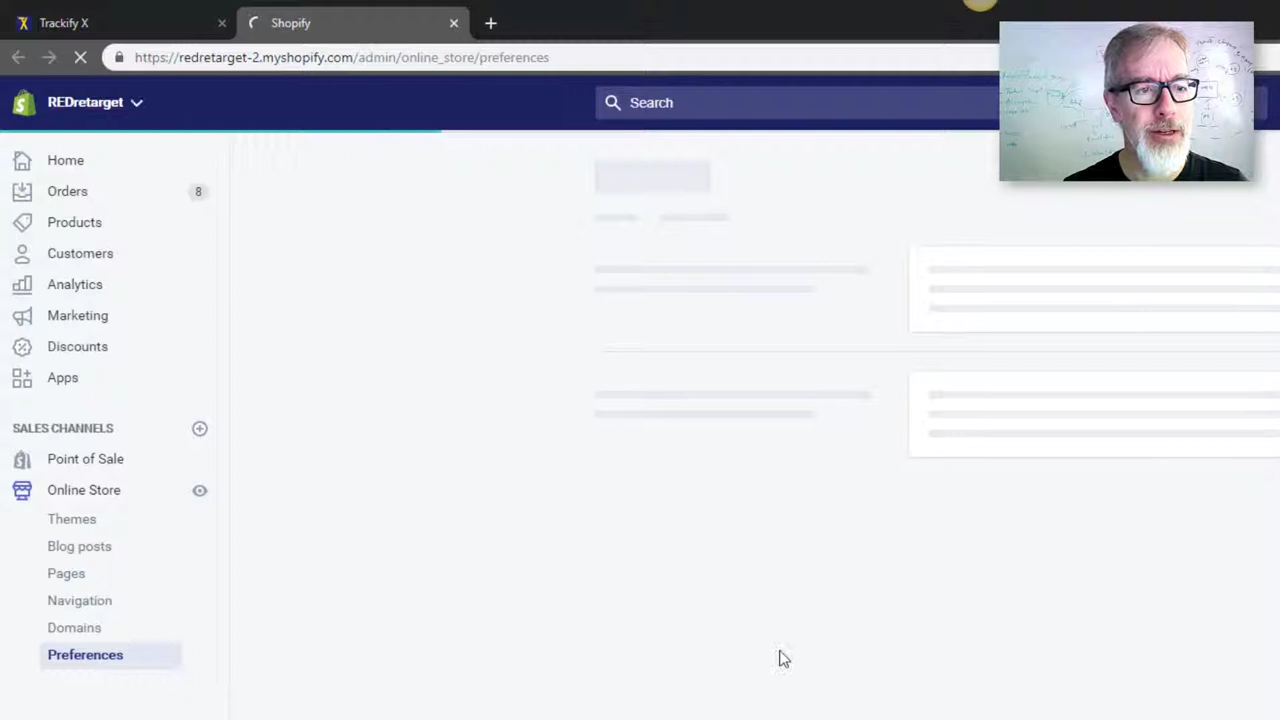 Trackify X
Shopify
https://redretarget-2.myshopify.com/admin/online_store/preferences
REDretarget
Search
Home
Orders 8
Products
Customers
Analytics
Marketing
Discounts
Apps
SALES CHANNELS
Point of Sale
Online Store
Themes
Blog posts
Pages
Navigation
Domains
Preferences